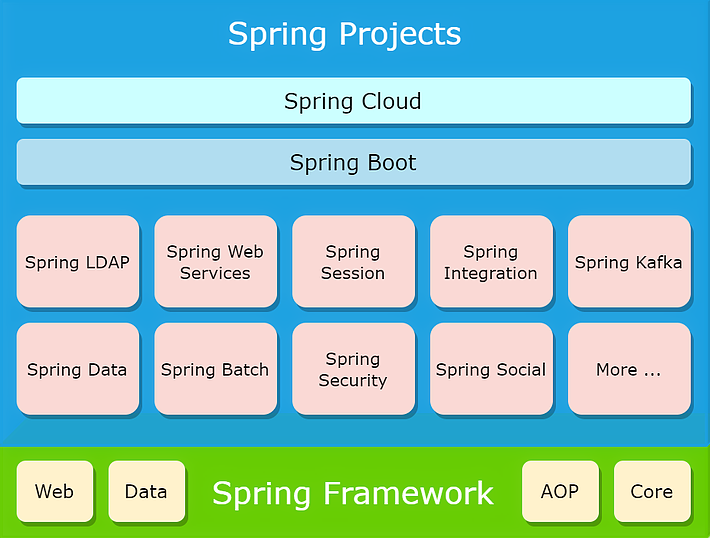 Spring Projects
Spring Cloud
Spring Boot
Spring LDAP
Spring Web
Services
Spring
Session
Spring
Integration
Spring Kafka
Spring Data
Spring Batch
Spring
Security
Spring Social
More ...
Web
Data
Spring Framework
AOP
Core